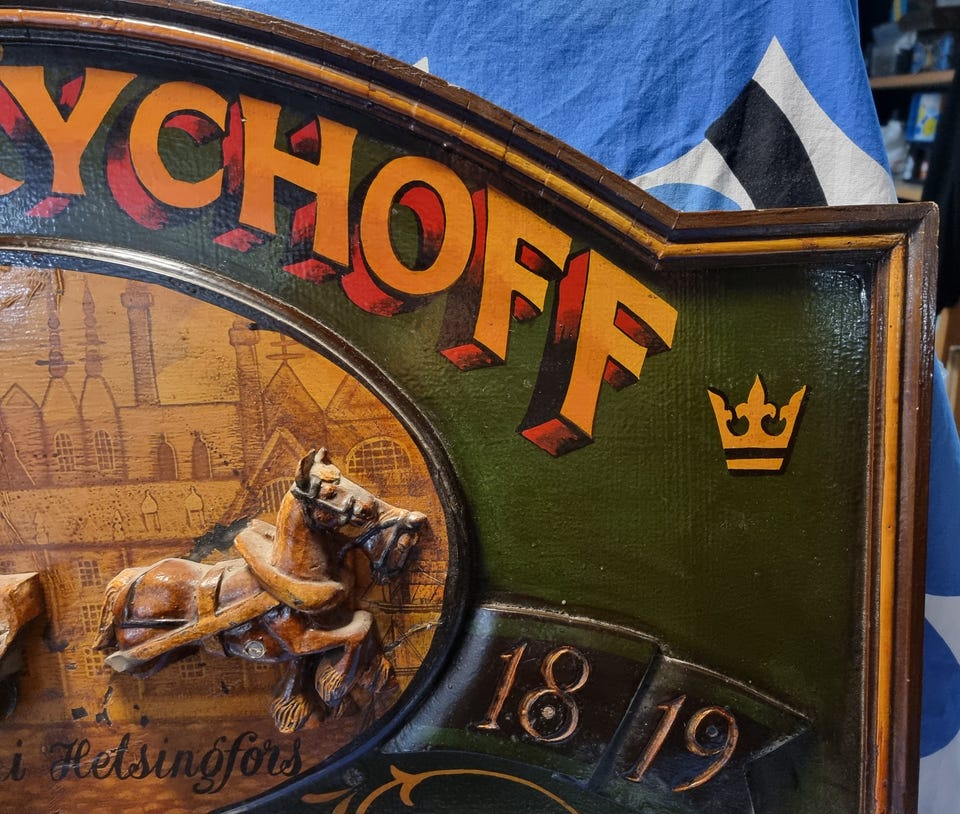 YCHOFF
i Helsingfors
1819